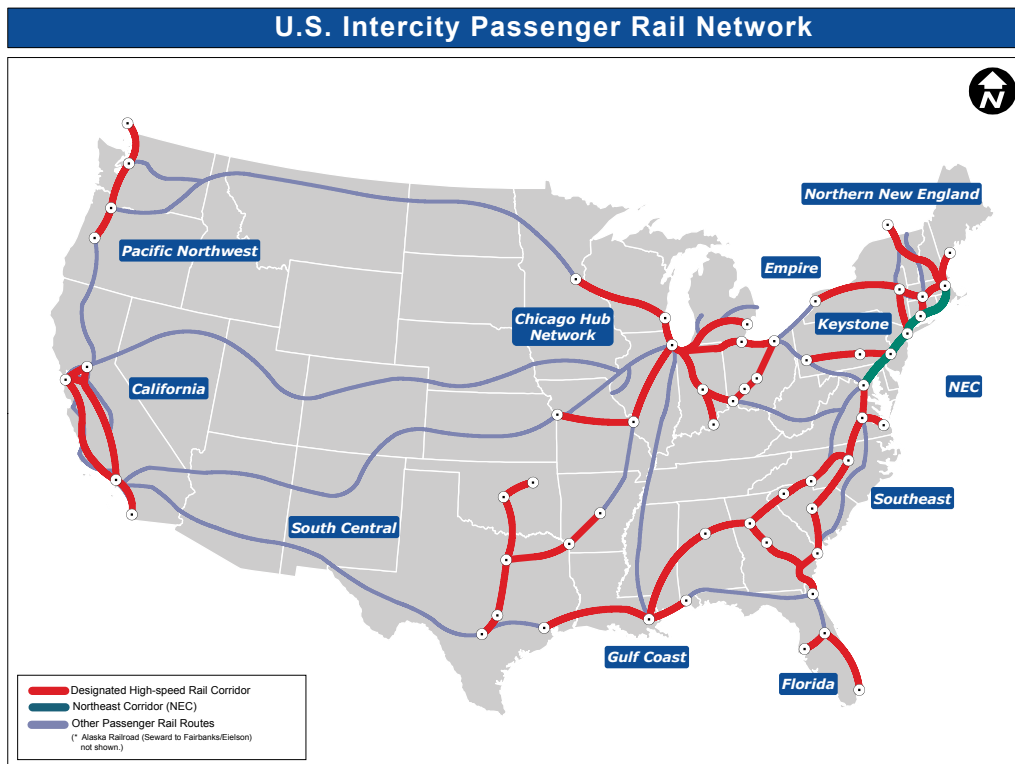 U.S. Intercity Passenger Rail Network
N
Northern New England
Pacific Northwest
Empire
Chicago Hub
Network
Keystone
California
NEC
Southeast
South Central
Gulf Coast
Florida
Designated High-speed Rail Corridor
Northeast Corridor (NEC)
Other Passenger Rail Routes
(* Alaska Railroad (Seward to Fairbanks/Eielson)
not shown.)